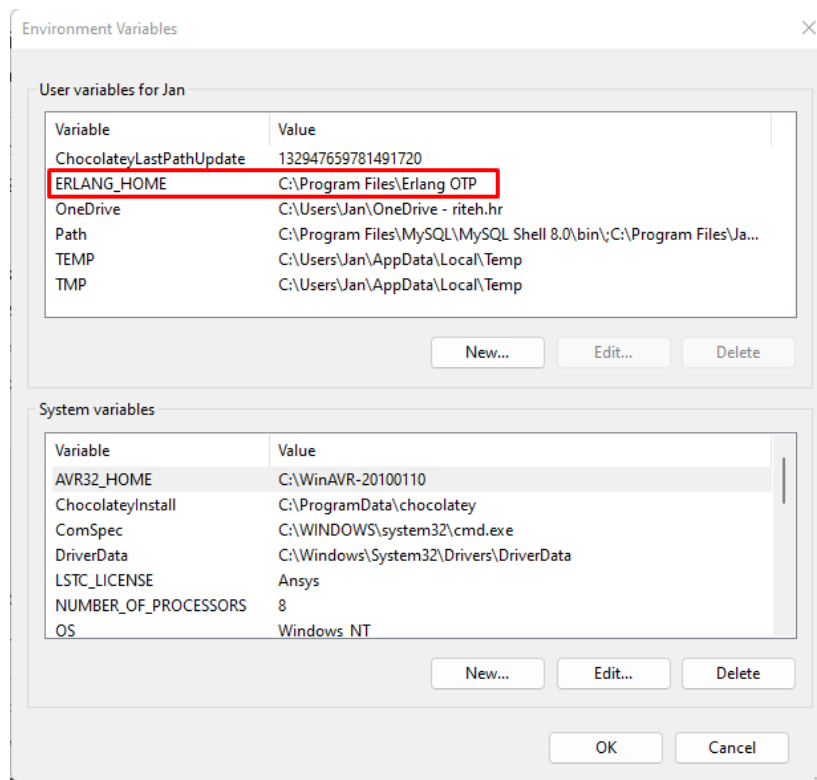 Environment Variables
User variables for Jan
Variable Value
ChocolateyLastPathUpdate 132947659781491720
ERLANG_HOME C:\Program Files\Erlang OTP
OneDrive C:\Users\Jan\OneDrive - riteh.hr
Path C:\Program Files\MySQL\MySQL Shell 8.0\bin\;C:\Program Files\Ja...
TEMP C:\Users\Jan\AppData\Local\Temp
TMP C:\Users\Jan\AppData\Local\Temp
New... Edit... Delete
System variables
Variable Value
AVR32_HOME C:\WinAVR-20100110
ChocolateyInstall C:\ProgramData\chocolatey
ComSpec C:\WINDOWS\system32\cmd.exe
DriverData C:\Windows\System32\Drivers\DriverData
LSTC_LICENSE Ansys
NUMBER_OF_PROCESSORS 8
OS Windows_NT
New... Edit... Delete
OK Cancel